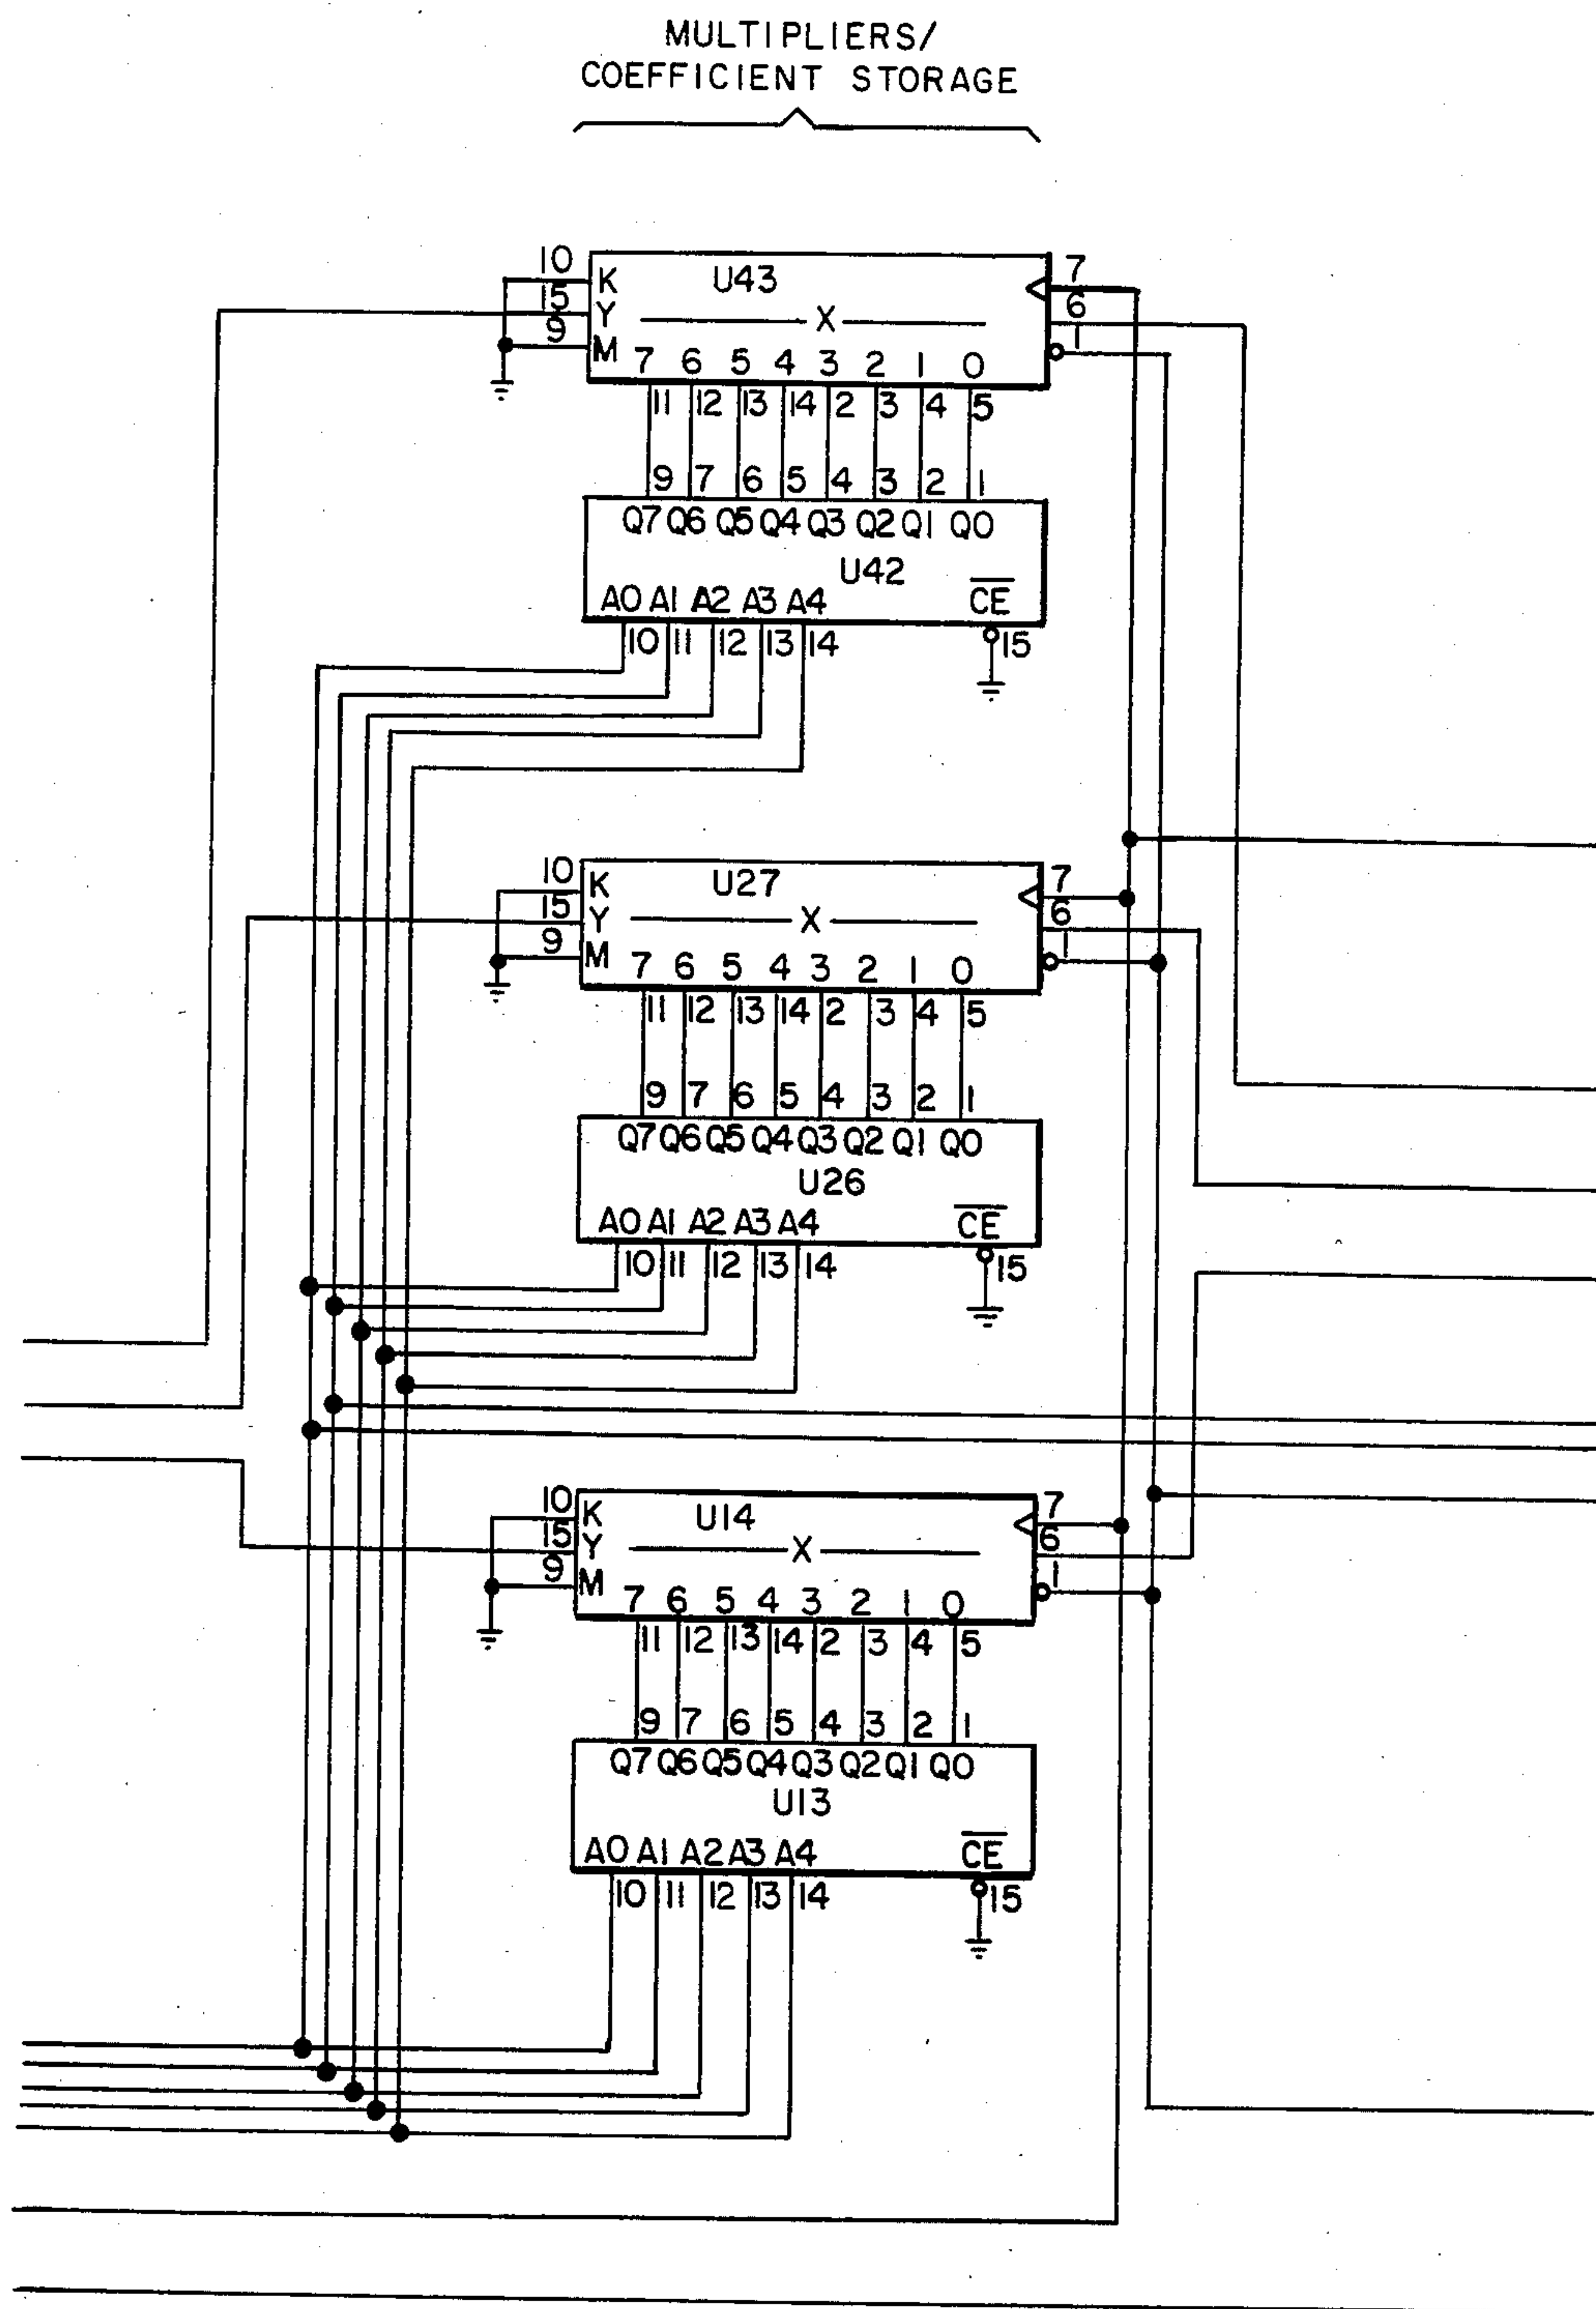 MULTIPLIERS/
COEFFICIENT STORAGE
10 K U43 7
15 Y X 6
9 M 1
7 6 5 4 3 2 1 0
11 12 13 14 2 3 4 5
9 7 6 5 4 3 2 1
Q7 Q6 Q5 Q4 Q3 Q2 Q1 Q0
U42
A0 A1 A2 A3 A4 CE
10 11 12 13 14 15
10 K U27 7
15 Y X 6
9 M 1
7 6 5 4 3 2 1 0
11 12 13 14 2 3 4 5
9 7 6 5 4 3 2 1
Q7 Q6 Q5 Q4 Q3 Q2 Q1 Q0
U26
A0 A1 A2 A3 A4 CE
10 11 12 13 14 15
10 K U14 7
15 Y X 6
9 M 1
7 6 5 4 3 2 1 0
11 12 13 14 2 3 4 5
9 7 6 5 4 3 2 1
Q7 Q6 Q5 Q4 Q3 Q2 Q1 Q0
U13
A0 A1 A2 A3 A4 CE
10 11 12 13 14 15